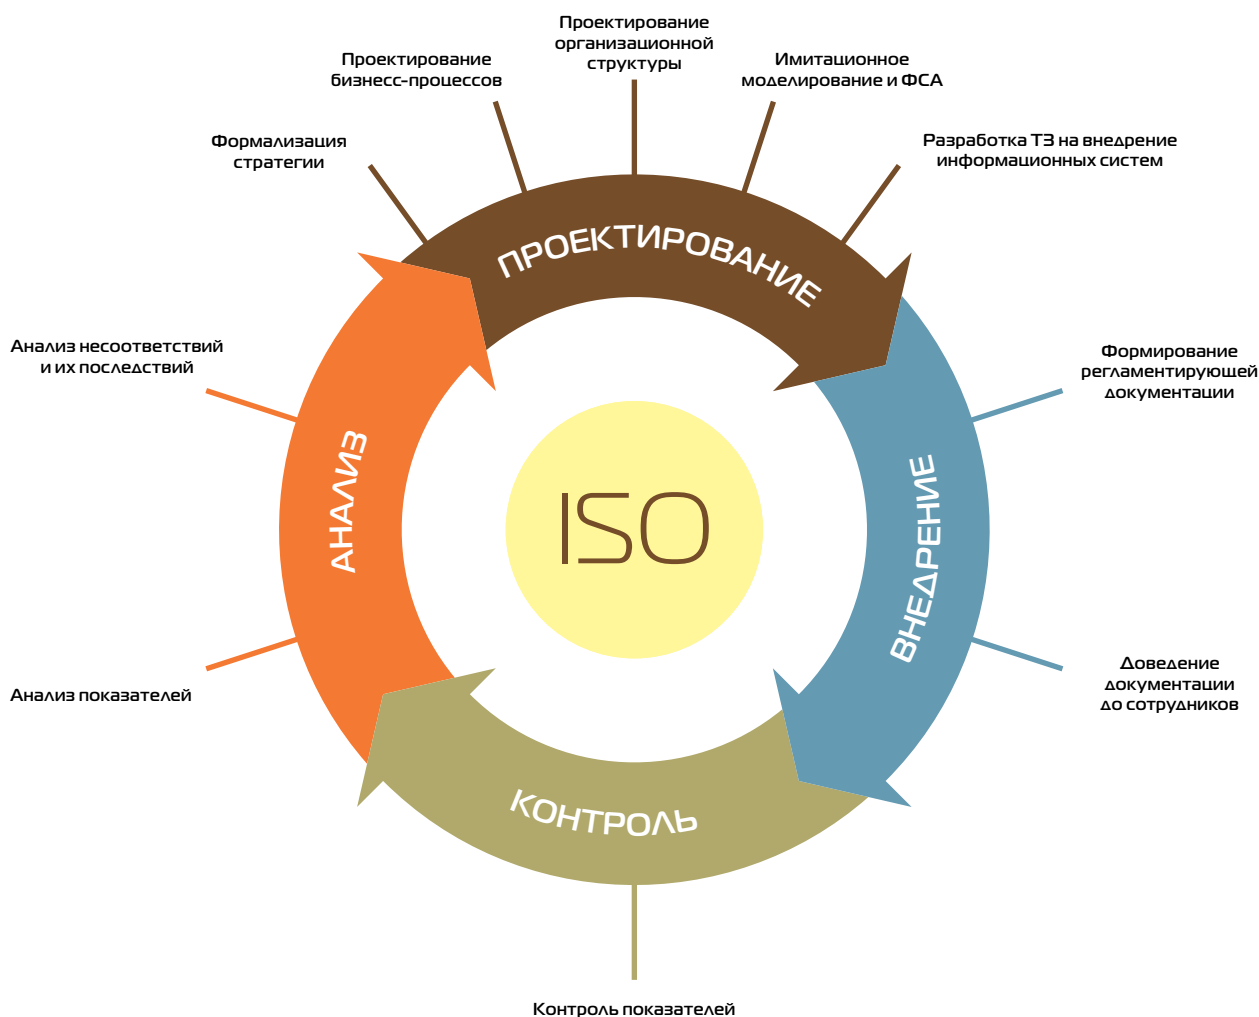 Проектирование
организационной
структуры
Проектирование
бизнесс-процессов
Имитационное
моделирование и ФСА
Формализация
стратегии
Разработка ТЗ на внедрение
информационных систем
ПРОЕКТИРОВАНИЕ
Анализ несоответствий
и их последствий
Формирование
регламентирующей
документации
АНАЛИЗ
ISO
ВНЕДРЕНИЕ
Анализ показателей
Доведение
документации
до сотрудников
КОНТРОЛЬ
Контроль показателей